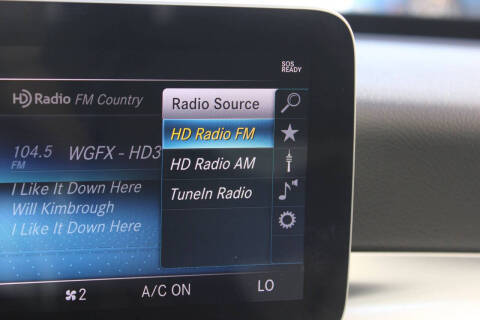 SOS
READY
HD Radio FM Country
Radio Source
HD Radio FM
HD Radio AM
TuneIn Radio
104.5
FM
WGFX - HD3
I Like It Down Here
Will Kimbrough
I Like It Down Here
2
A/C ON
LO